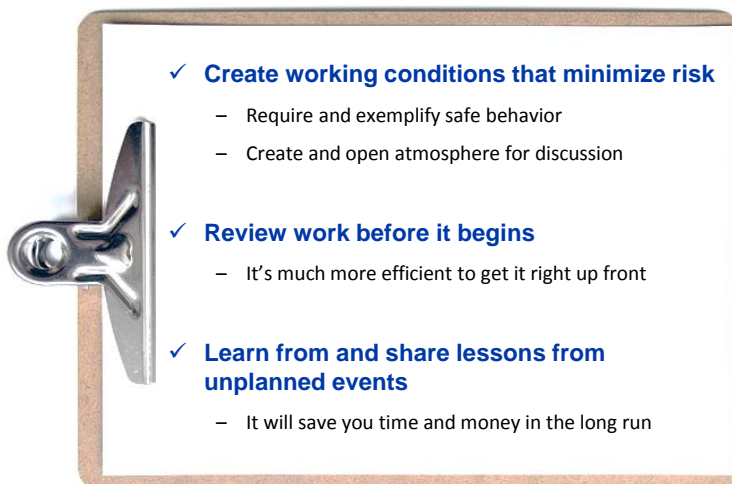 ✓ Create working conditions that minimize risk
– Require and exemplify safe behavior
– Create and open atmosphere for discussion
✓ Review work before it begins
– It's much more efficient to get it right up front
✓ Learn from and share lessons from
unplanned events
– It will save you time and money in the long run